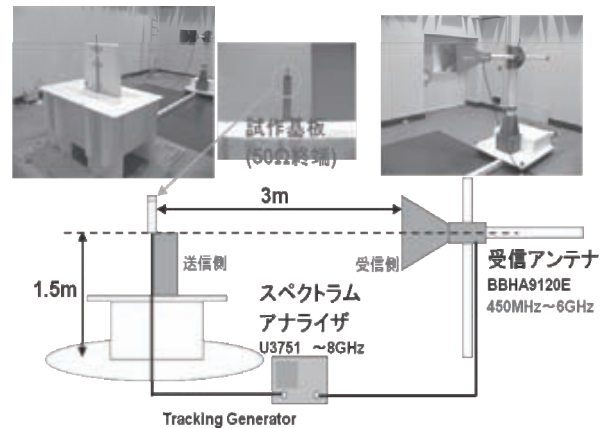 試作基板
(50Ω終端)
3m
1.5m
送信側
受信側
受信アンテナ
BBHA9120E
450MHz～6GHz
スペクトラム
アナライザ
U3751 ～8GHz
Tracking Generator